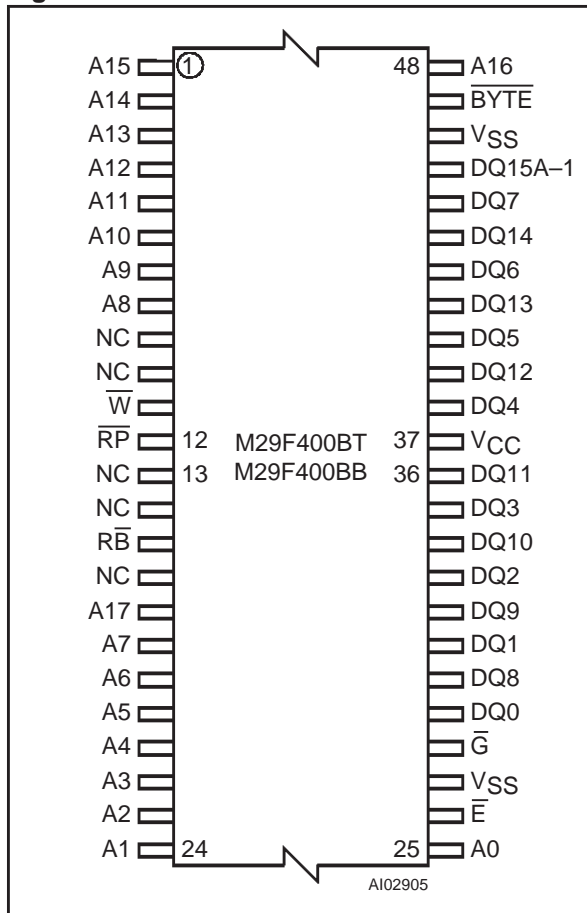 A15 1 48 A16
A14 B̅Y̅T̅E̅
A13 VSS
A12 DQ15A–1
A11 DQ7
A10 DQ14
A9 DQ6
A8 DQ13
NC DQ5
NC DQ12
W̅ DQ4
R̅P̅ 12 M29F400BT 37 VCC
NC 13 M29F400BB 36 DQ11
NC DQ3
RB̅ DQ10
NC DQ2
A17 DQ9
A7 DQ1
A6 DQ8
A5 DQ0
A4 G̅
A3 VSS
A2 E̅
A1 24 25 A0
AI02905